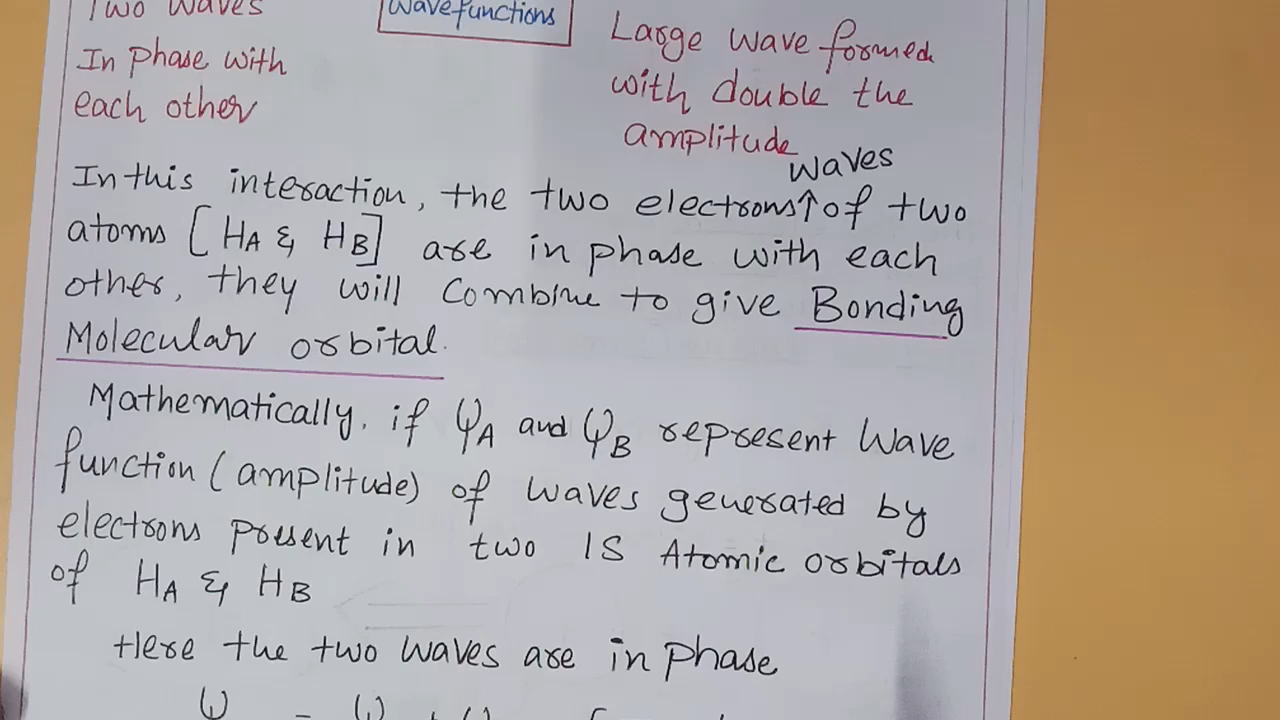 Two waves
Wavefunctions
In phase with
each other
Large wave formed
with double the
amplitude
waves
In this interaction, the two electrons↑of two
atoms [HA & HB] are in phase with each
other, they will combine to give Bonding
Molecular orbital.
Mathematically, if ΨA and ΨB represent Wave
function (amplitude) of waves generated by
electrons present in two 1S Atomic orbitals
of HA & HB
Here the two waves are in phase